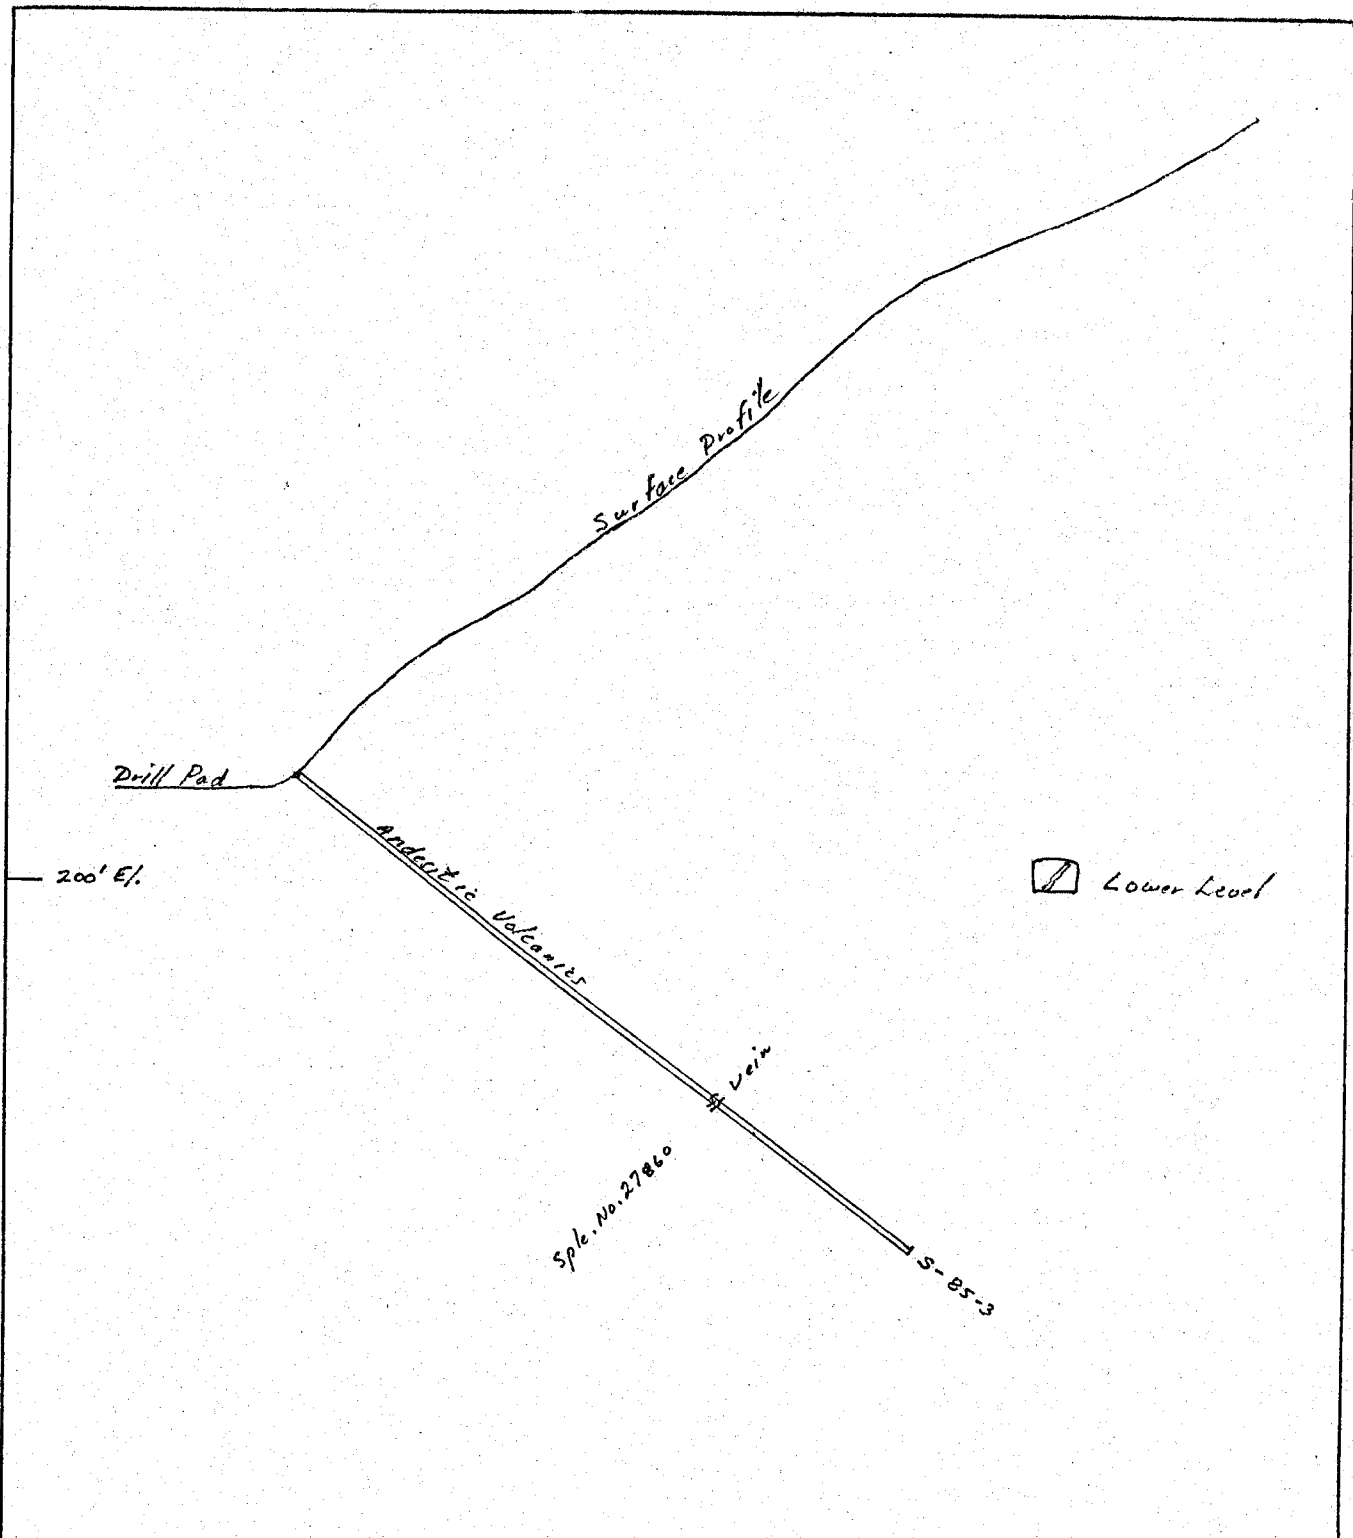 Surface Profile
Drill Pad
Andesitic Volcanics
200' El.
Lower Level
Vein
Sple. No. 27860
S-85-3